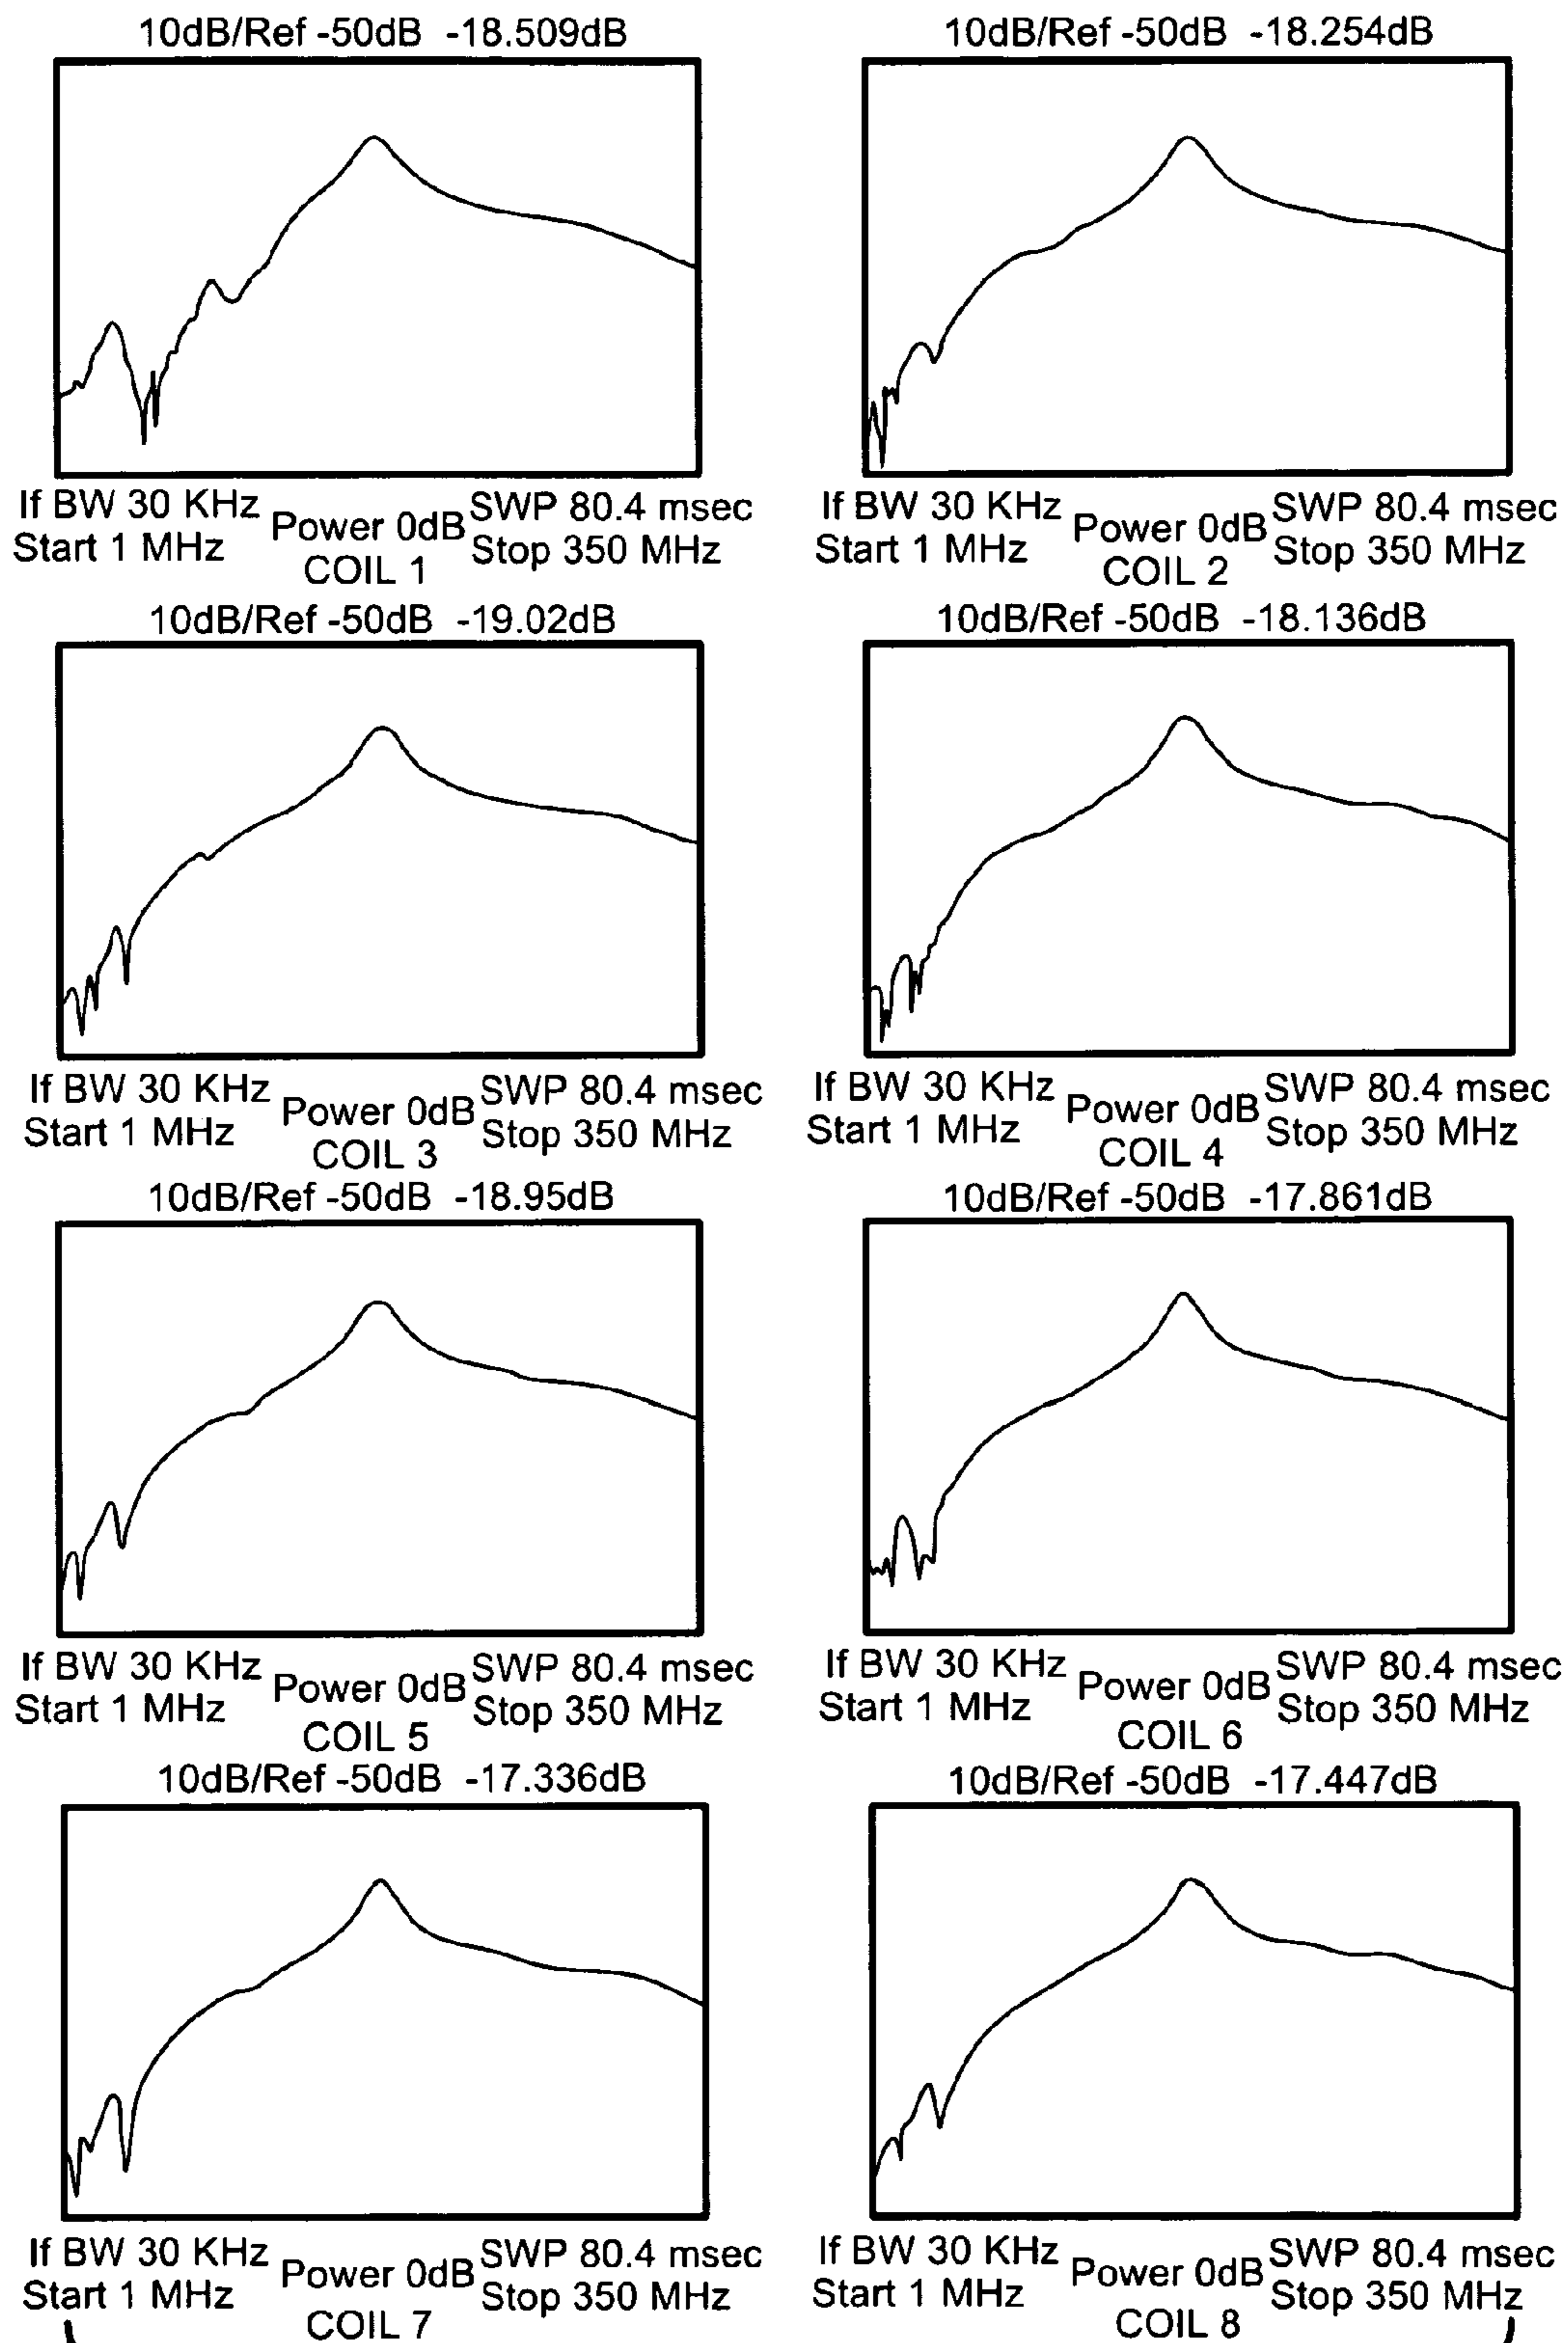 10dB/Ref -50dB -18.509dB
If BW 30 KHz Power 0dB SWP 80.4 msec
Start 1 MHz Stop 350 MHz
COIL 1
10dB/Ref -50dB -18.254dB
If BW 30 KHz Power 0dB SWP 80.4 msec
Start 1 MHz Stop 350 MHz
COIL 2
10dB/Ref -50dB -19.02dB
If BW 30 KHz Power 0dB SWP 80.4 msec
Start 1 MHz Stop 350 MHz
COIL 3
10dB/Ref -50dB -18.136dB
If BW 30 KHz Power 0dB SWP 80.4 msec
Start 1 MHz Stop 350 MHz
COIL 4
10dB/Ref -50dB -18.95dB
If BW 30 KHz Power 0dB SWP 80.4 msec
Start 1 MHz Stop 350 MHz
COIL 5
10dB/Ref -50dB -17.861dB
If BW 30 KHz Power 0dB SWP 80.4 msec
Start 1 MHz Stop 350 MHz
COIL 6
10dB/Ref -50dB -17.336dB
If BW 30 KHz Power 0dB SWP 80.4 msec
Start 1 MHz Stop 350 MHz
COIL 7
10dB/Ref -50dB -17.447dB
If BW 30 KHz Power 0dB SWP 80.4 msec
Start 1 MHz Stop 350 MHz
COIL 8